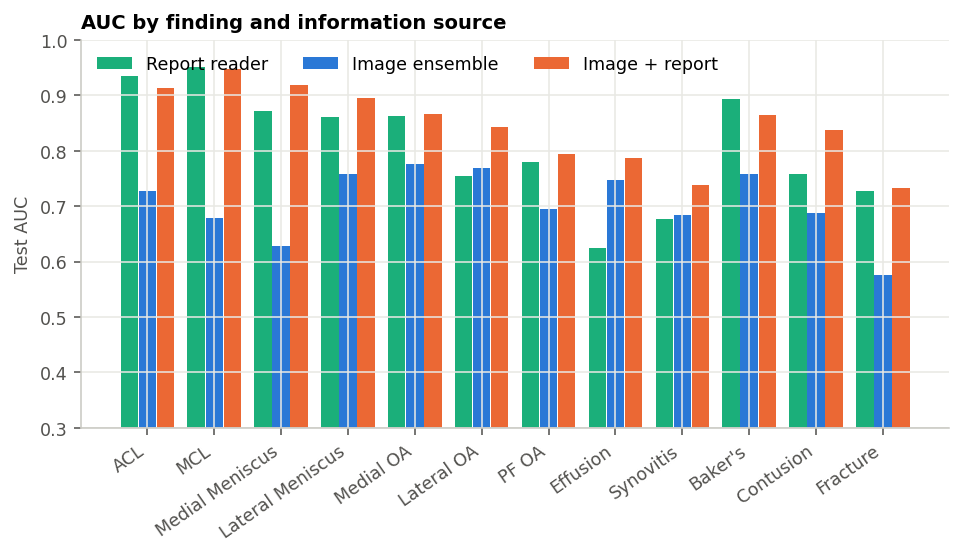 AUC by finding and information source
Report reader Image ensemble Image + report
Test AUC
1.0
0.9
0.8
0.7
0.6
0.5
0.4
0.3
ACL
MCL
Medial Meniscus
Lateral Meniscus
Medial OA
Lateral OA
PF OA
Effusion
Synovitis
Baker's
Contusion
Fracture